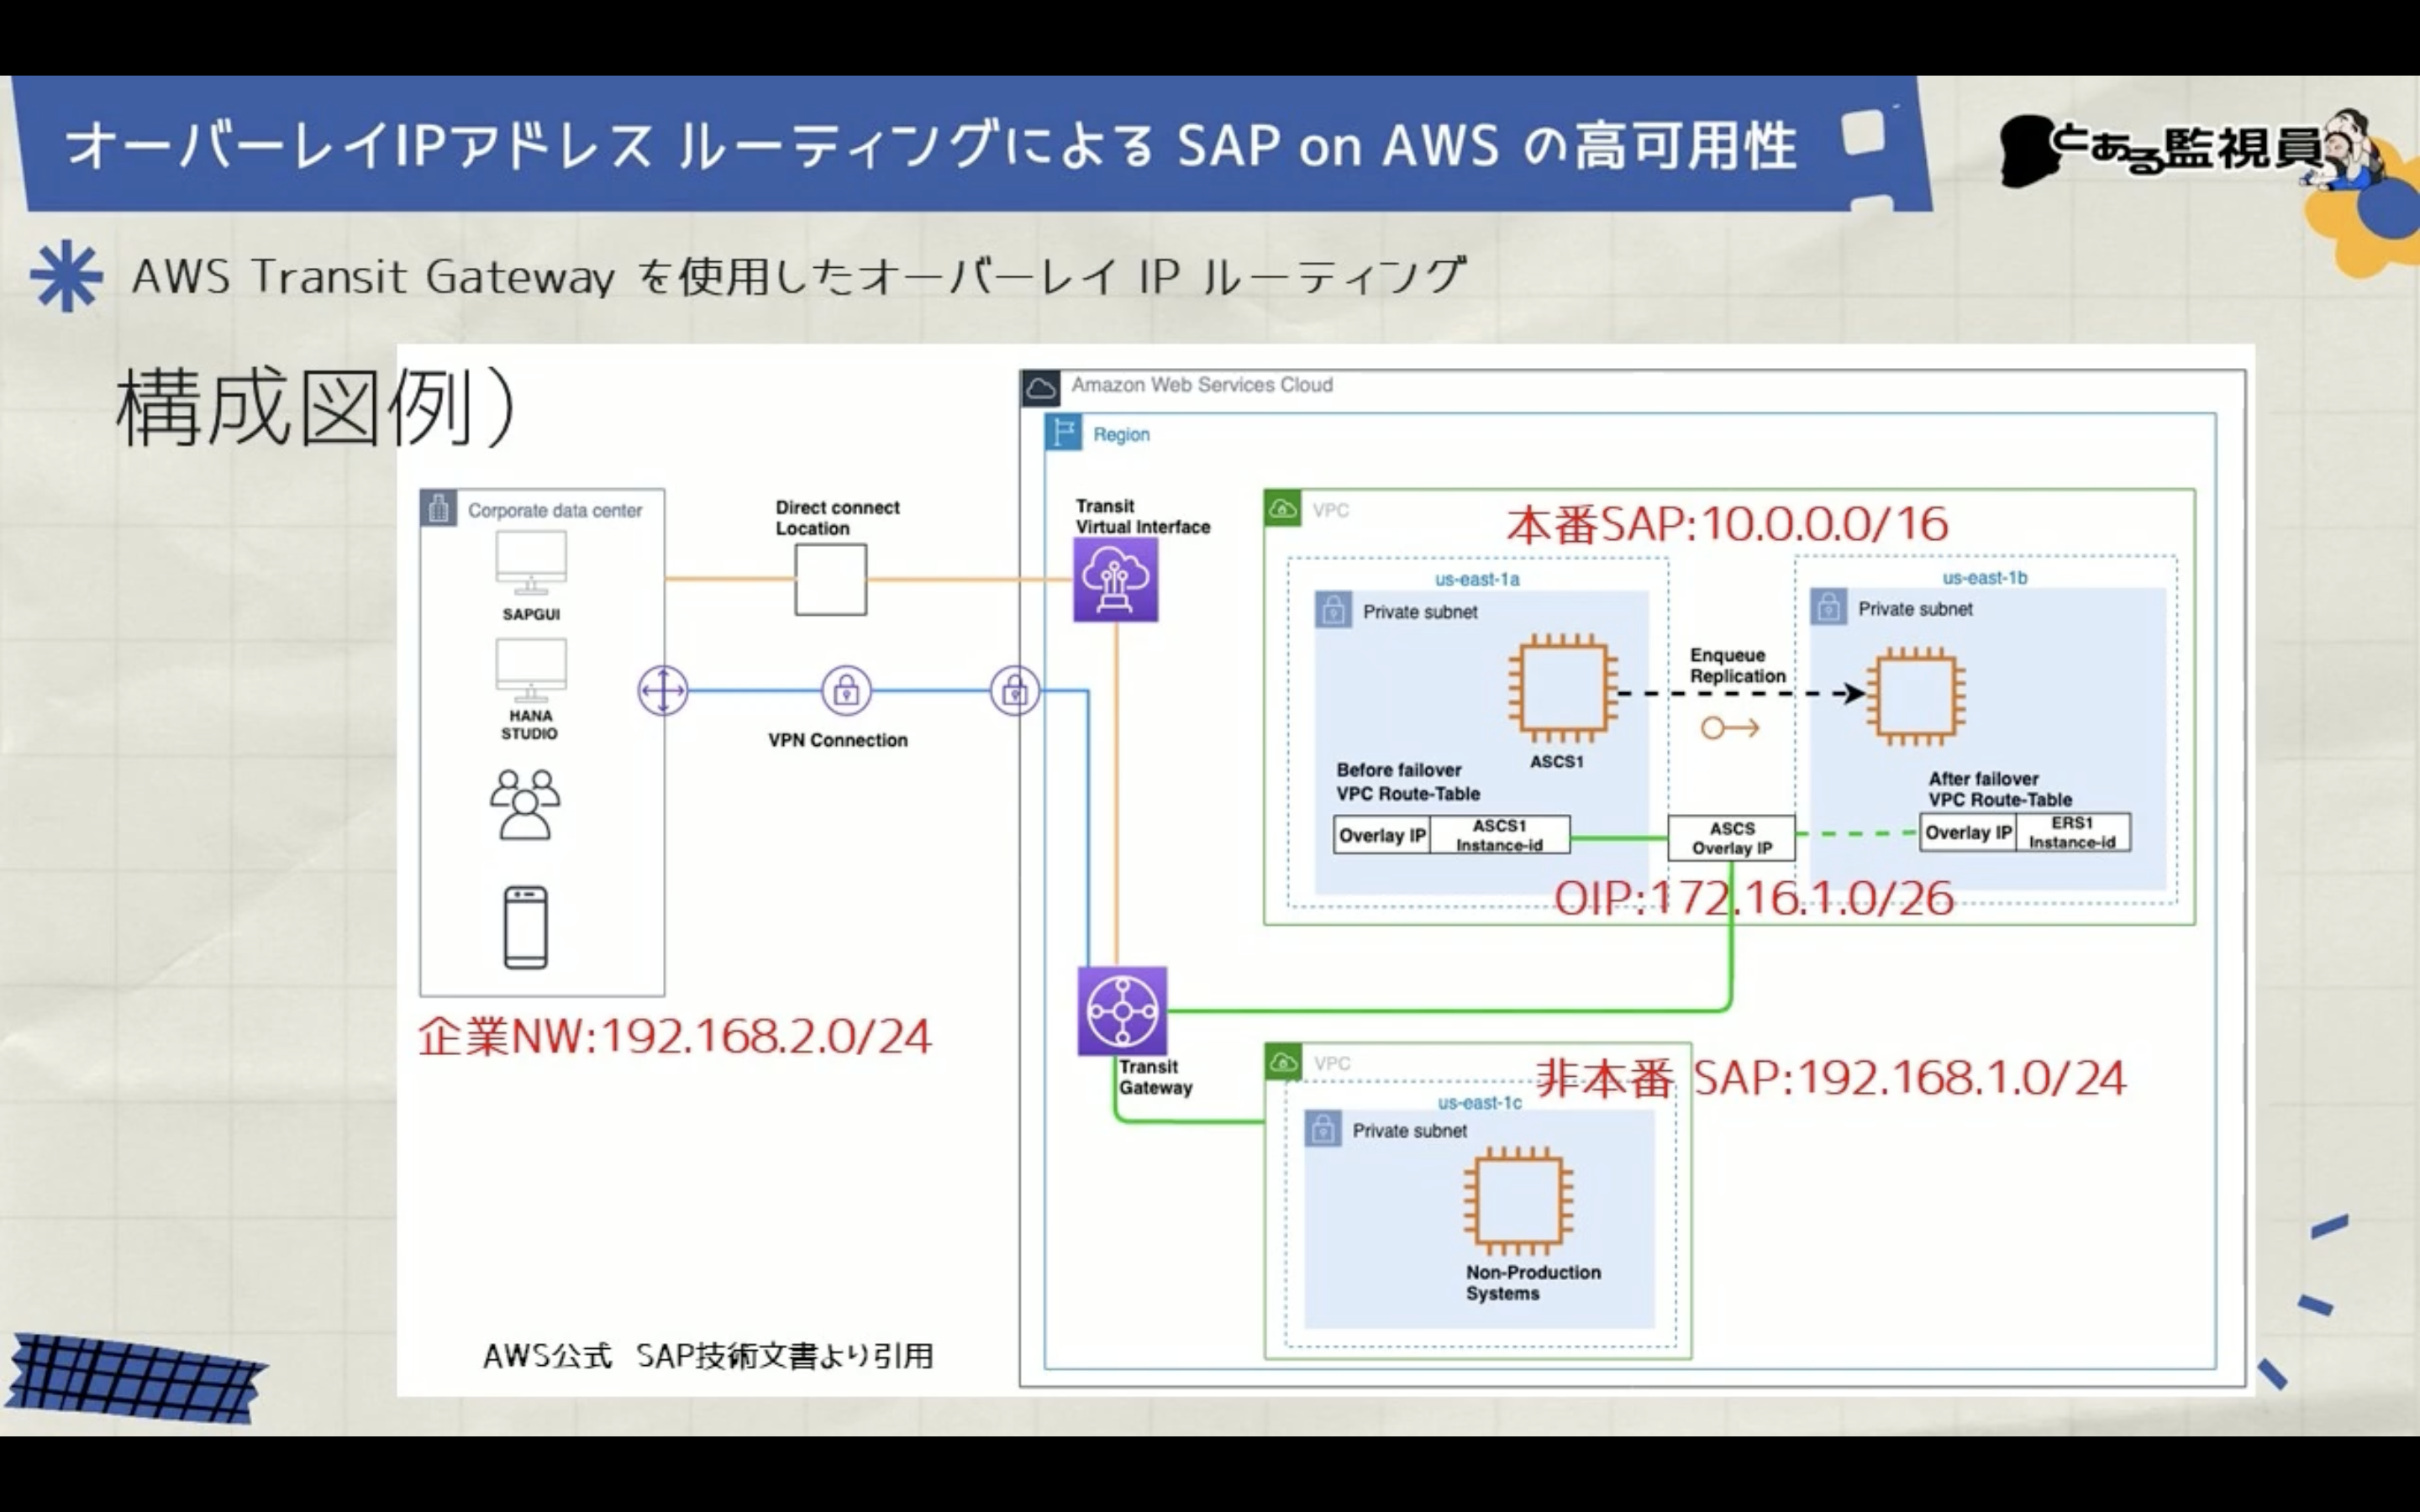 オーバーレイIPアドレス ルーティングによる SAP on AWS の高可用性
とある監視員
AWS Transit Gateway を使用したオーバーレイ IP ルーティング
構成図例）
Amazon Web Services Cloud
Region
Corporate data center
SAPGUI
HANA
STUDIO
Direct connect
Location
VPN Connection
Transit
Virtual Interface
VPC
本番SAP:10.0.0.0/16
us-east-1a
Private subnet
ASCS1
Before failover
VPC Route-Table
Overlay IP
ASCS1
Instance-id
Enqueue
Replication
ASCS
Overlay IP
us-east-1b
Private subnet
After failover
VPC Route-Table
Overlay IP
ERS1
Instance-id
OIP:172.16.1.0/26
企業NW:192.168.2.0/24
Transit
Gateway
VPC
非本番 SAP:192.168.1.0/24
us-east-1c
Private subnet
Non-Production
Systems
AWS公式 SAP技術文書より引用